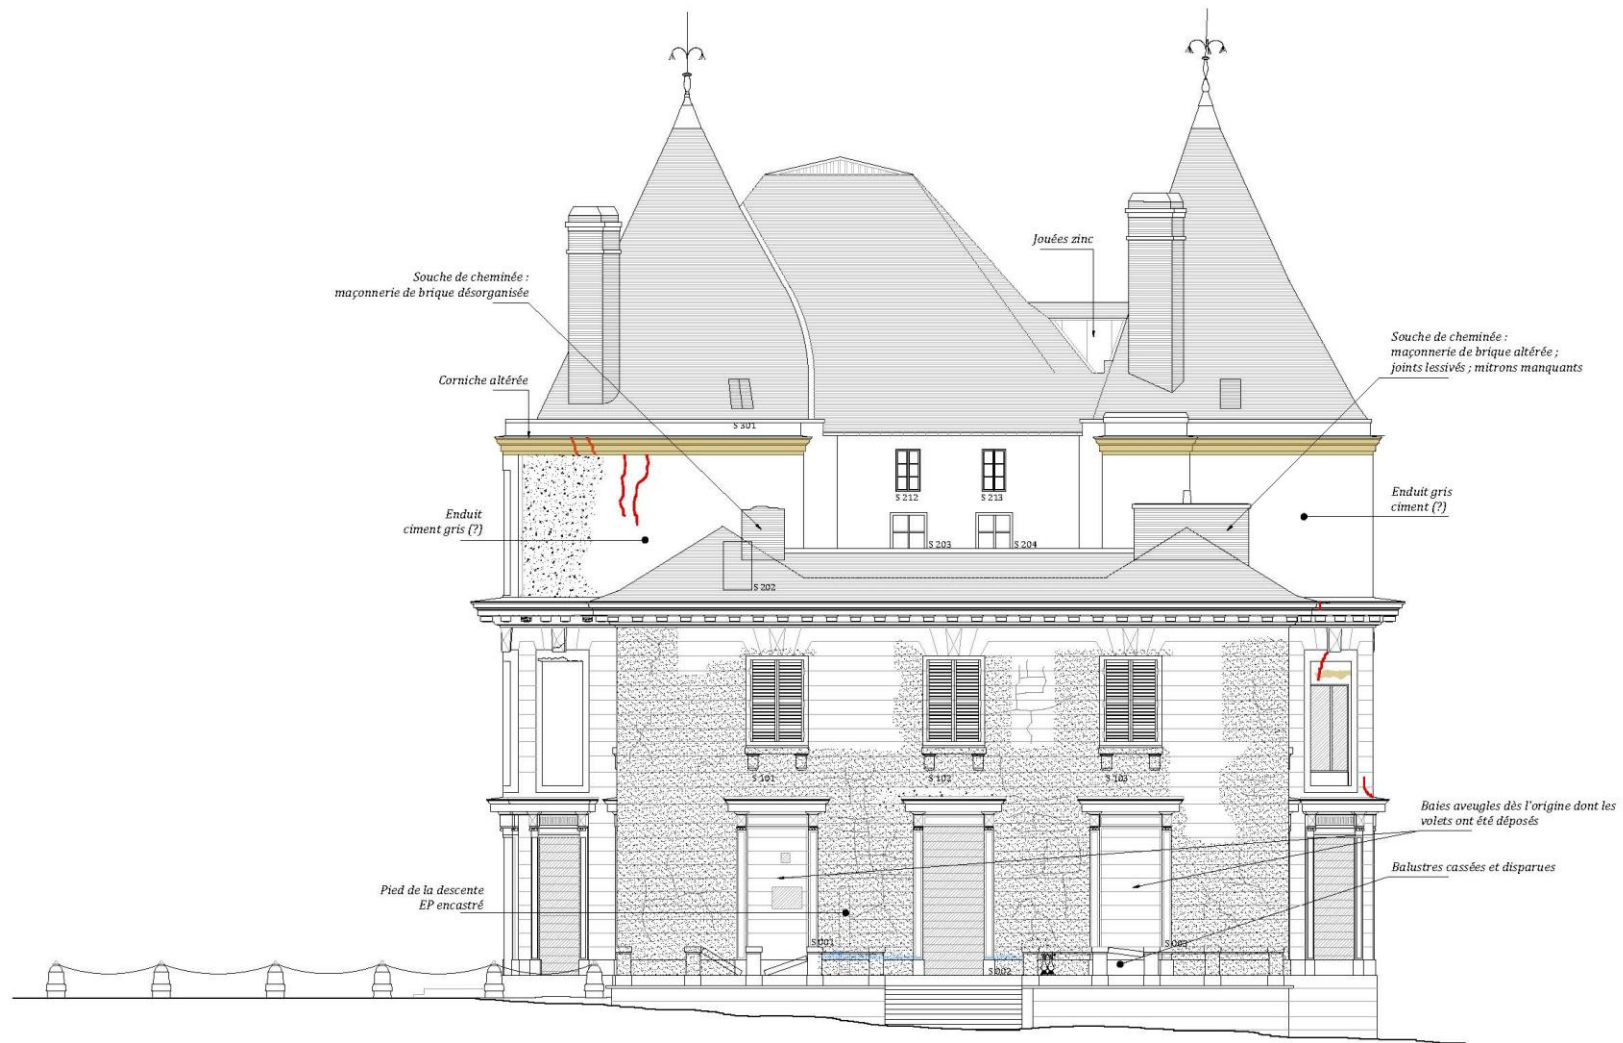 Jouées zinc
Souche de cheminée :
maçonnerie de brique désorganisée
Souche de cheminée :
maçonnerie de brique altérée ;
joints lessivés ; mitrons manquants
Corniche altérée
S 301
S 212
S 213
Enduit
ciment gris (?)
Enduit gris
ciment (?)
S 203
S 204
S 202
S 101
S 102
S 103
Baies aveugles dès l'origine dont les
volets ont été déposés
Balustres cassées et disparues
Pied de la descente
EP encastré
S 001
S 003
S 002